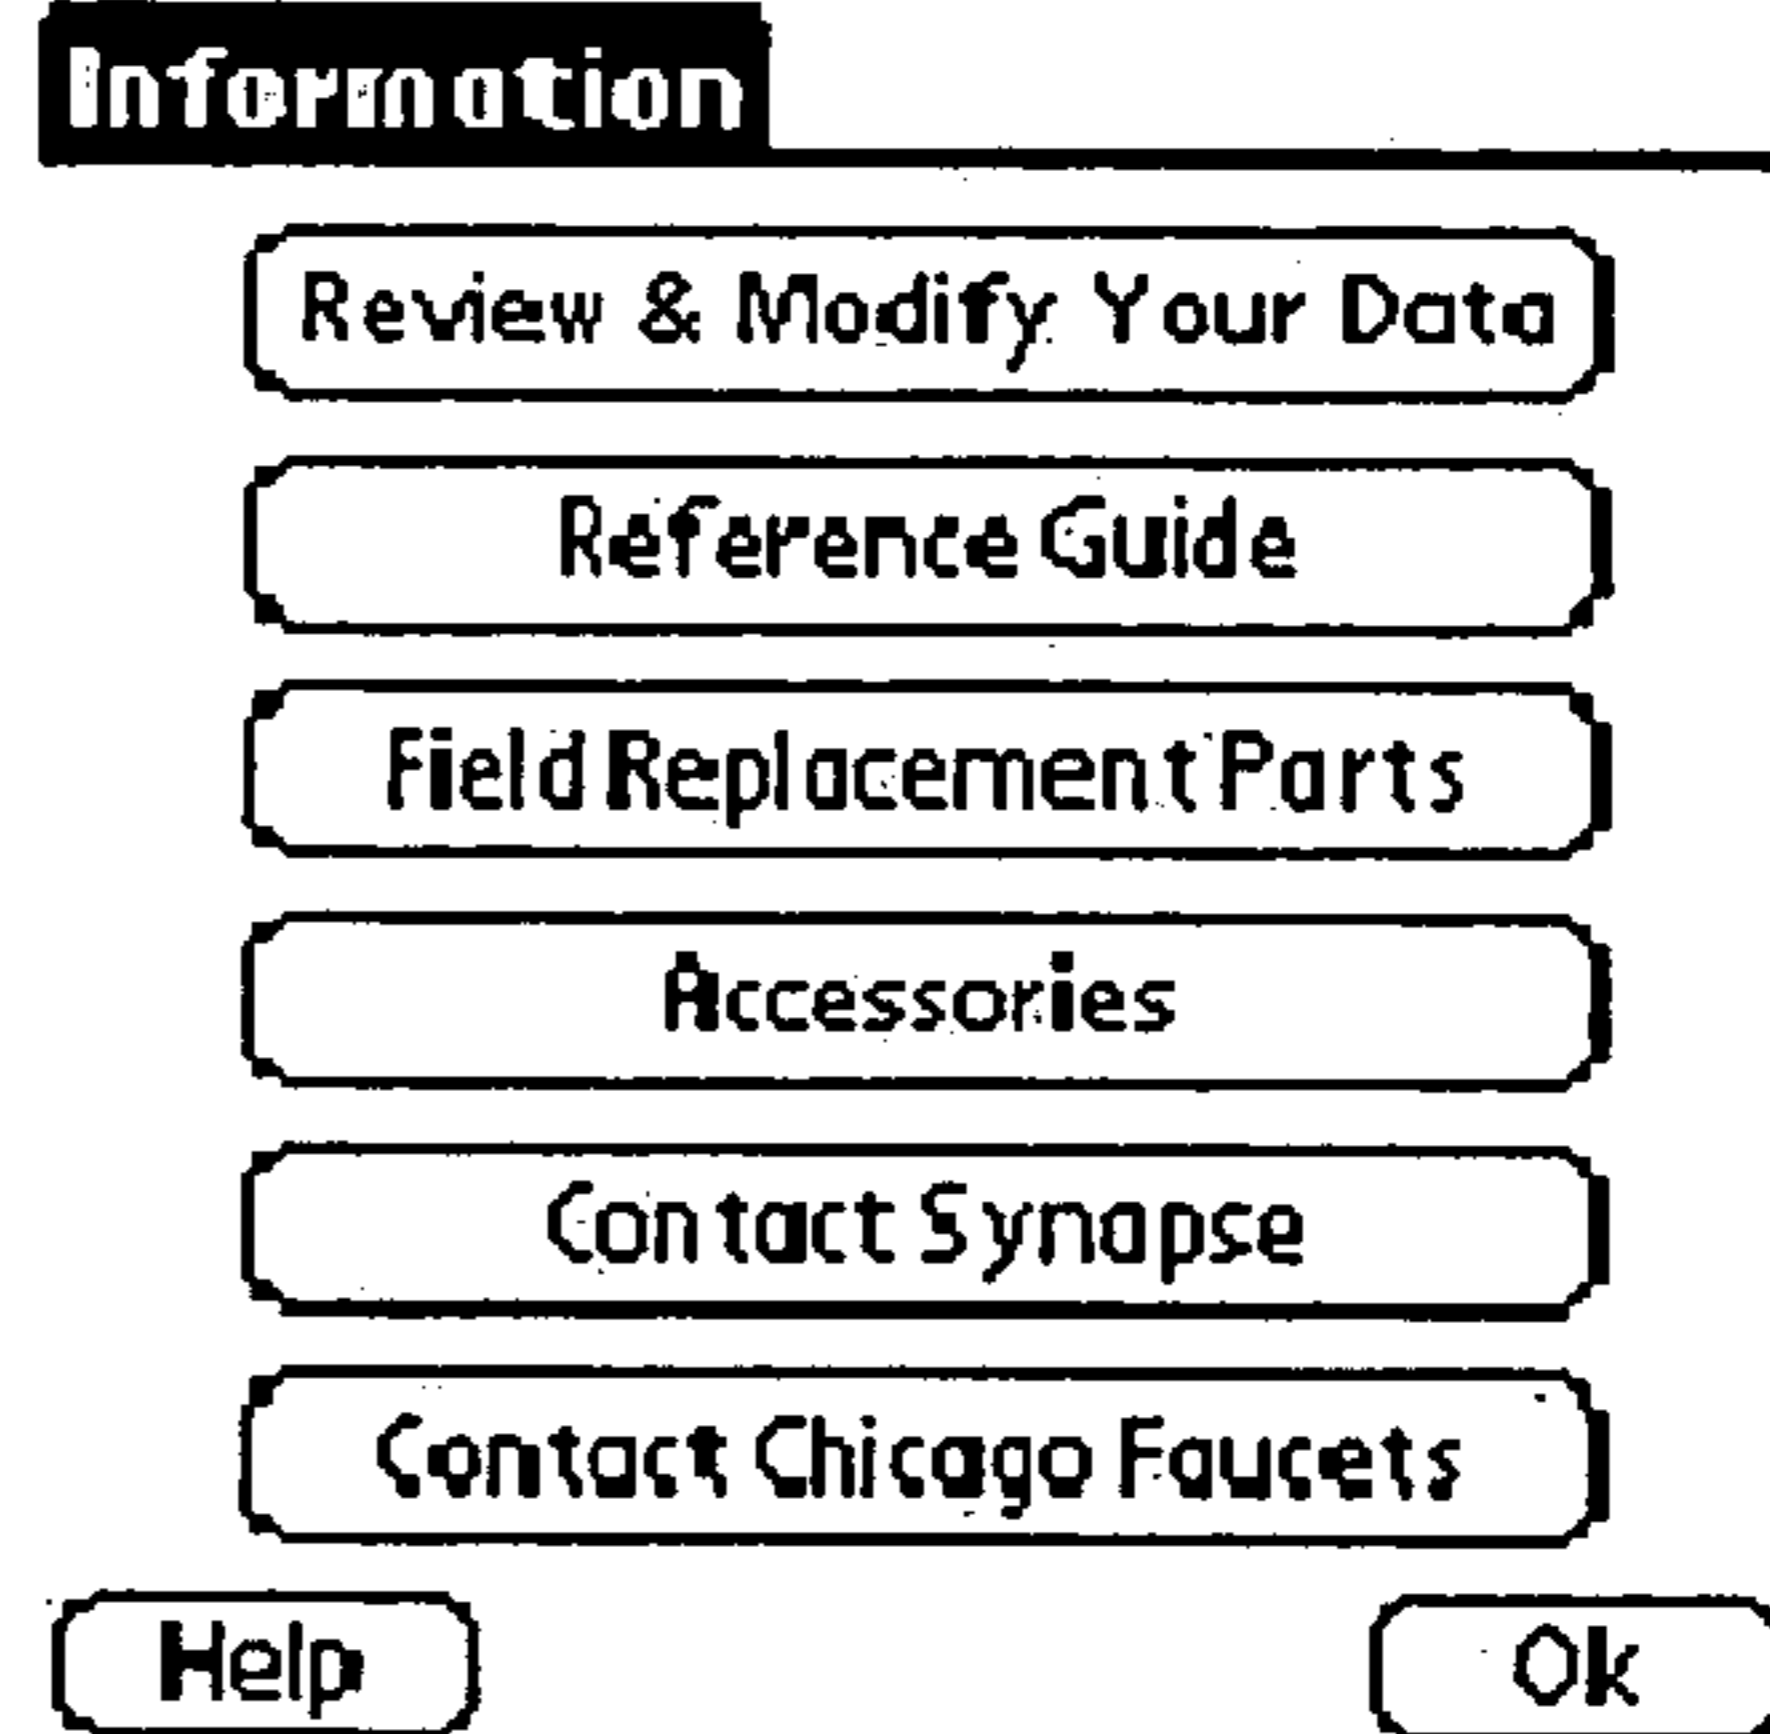 Information
Review & Modify Your Data
Reference Guide
Field Replacement Parts
Accessories
Contact Synapse
Contact Chicago Faucets
Help Ok